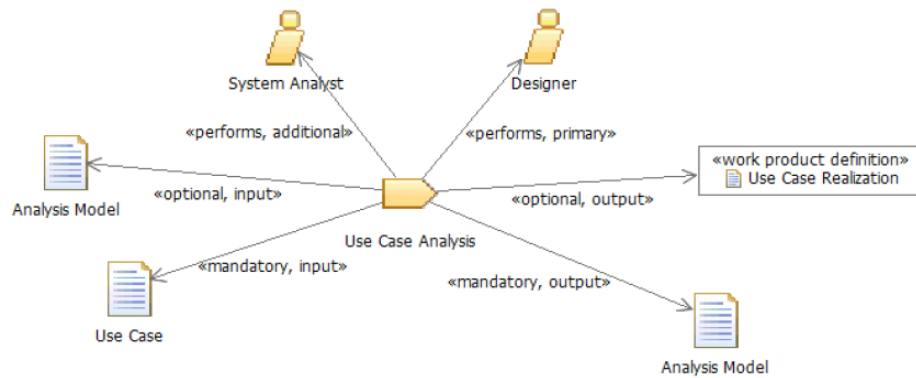 System Analyst
Designer
«performs, additional»
«performs, primary»
«work product definition»
Use Case Realization
Analysis Model
«optional, input»
«optional, output»
Use Case Analysis
«mandatory, input»
«mandatory, output»
Use Case
Analysis Model